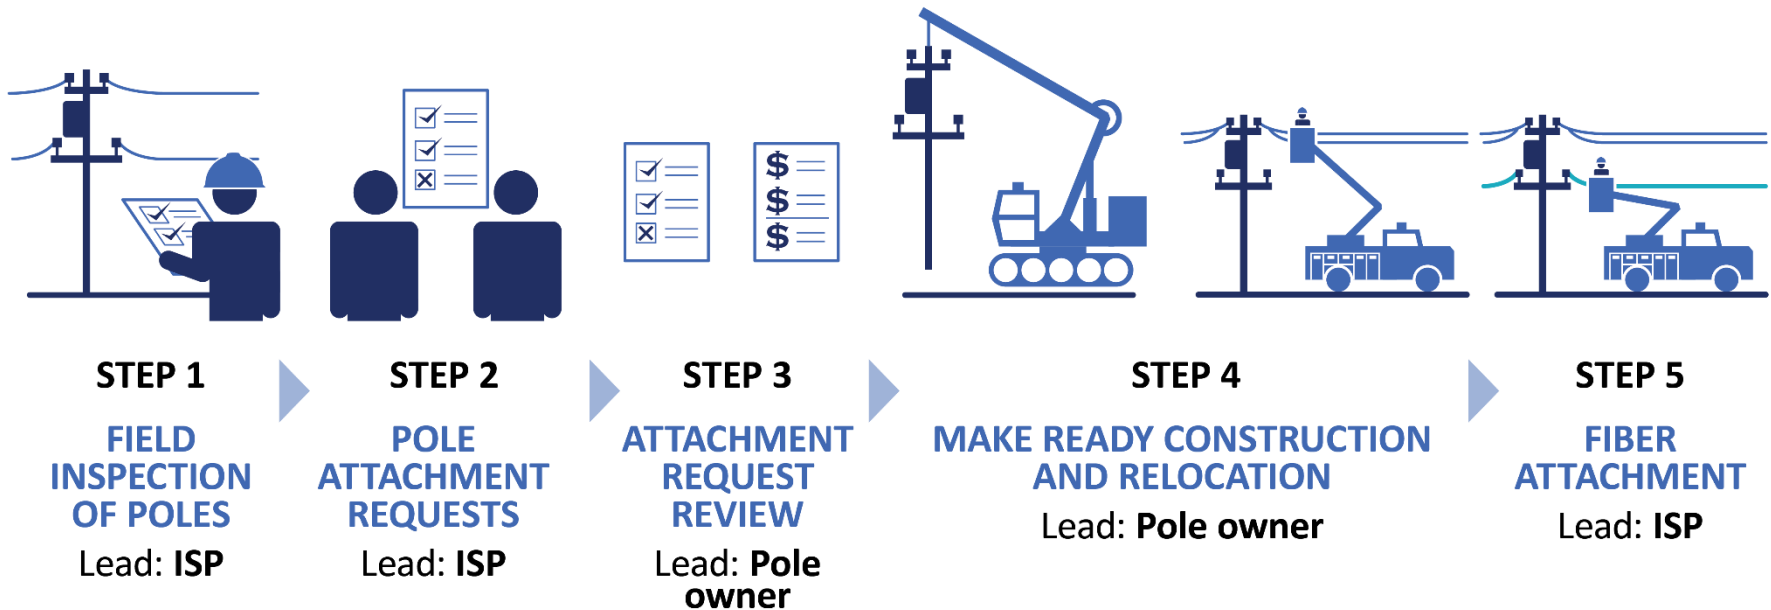 $
$
$
STEP 1
FIELD
INSPECTION
OF POLES
Lead: ISP
STEP 2
POLE
ATTACHMENT
REQUESTS
Lead: ISP
STEP 3
ATTACHMENT
REQUEST
REVIEW
Lead: Pole
owner
STEP 4
MAKE READY CONSTRUCTION
AND RELOCATION
Lead: Pole owner
STEP 5
FIBER
ATTACHMENT
Lead: ISP